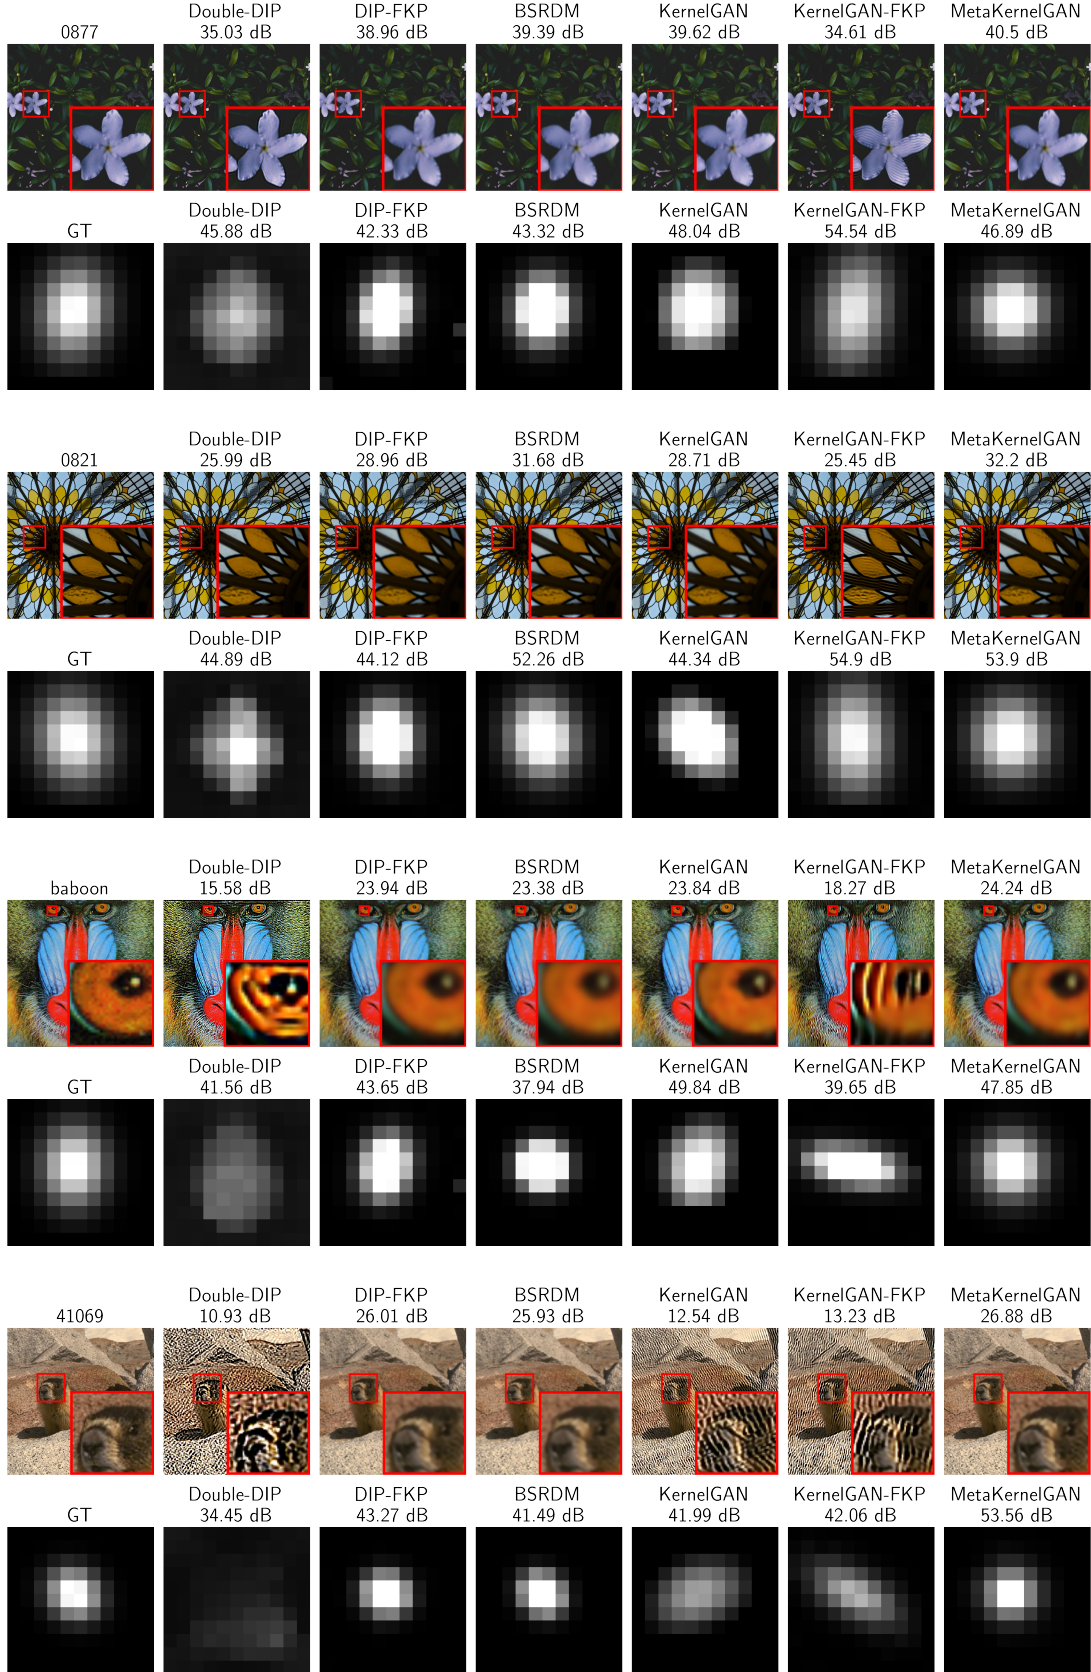 0877
Double-DIP
35.03 dB
DIP-FKP
38.96 dB
BSRDM
39.39 dB
KernelGAN
39.62 dB
KernelGAN-FKP
34.61 dB
MetaKernelGAN
40.5 dB
GT
Double-DIP
45.88 dB
DIP-FKP
42.33 dB
BSRDM
43.32 dB
KernelGAN
48.04 dB
KernelGAN-FKP
54.54 dB
MetaKernelGAN
46.89 dB
0821
Double-DIP
25.99 dB
DIP-FKP
28.96 dB
BSRDM
31.68 dB
KernelGAN
28.71 dB
KernelGAN-FKP
25.45 dB
MetaKernelGAN
32.2 dB
GT
Double-DIP
44.89 dB
DIP-FKP
44.12 dB
BSRDM
52.26 dB
KernelGAN
44.34 dB
KernelGAN-FKP
54.9 dB
MetaKernelGAN
53.9 dB
baboon
Double-DIP
15.58 dB
DIP-FKP
23.94 dB
BSRDM
23.38 dB
KernelGAN
23.84 dB
KernelGAN-FKP
18.27 dB
MetaKernelGAN
24.24 dB
GT
Double-DIP
41.56 dB
DIP-FKP
43.65 dB
BSRDM
37.94 dB
KernelGAN
49.84 dB
KernelGAN-FKP
39.65 dB
MetaKernelGAN
47.85 dB
41069
Double-DIP
10.93 dB
DIP-FKP
26.01 dB
BSRDM
25.93 dB
KernelGAN
12.54 dB
KernelGAN-FKP
13.23 dB
MetaKernelGAN
26.88 dB
GT
Double-DIP
34.45 dB
DIP-FKP
43.27 dB
BSRDM
41.49 dB
KernelGAN
41.99 dB
KernelGAN-FKP
42.06 dB
MetaKernelGAN
53.56 dB